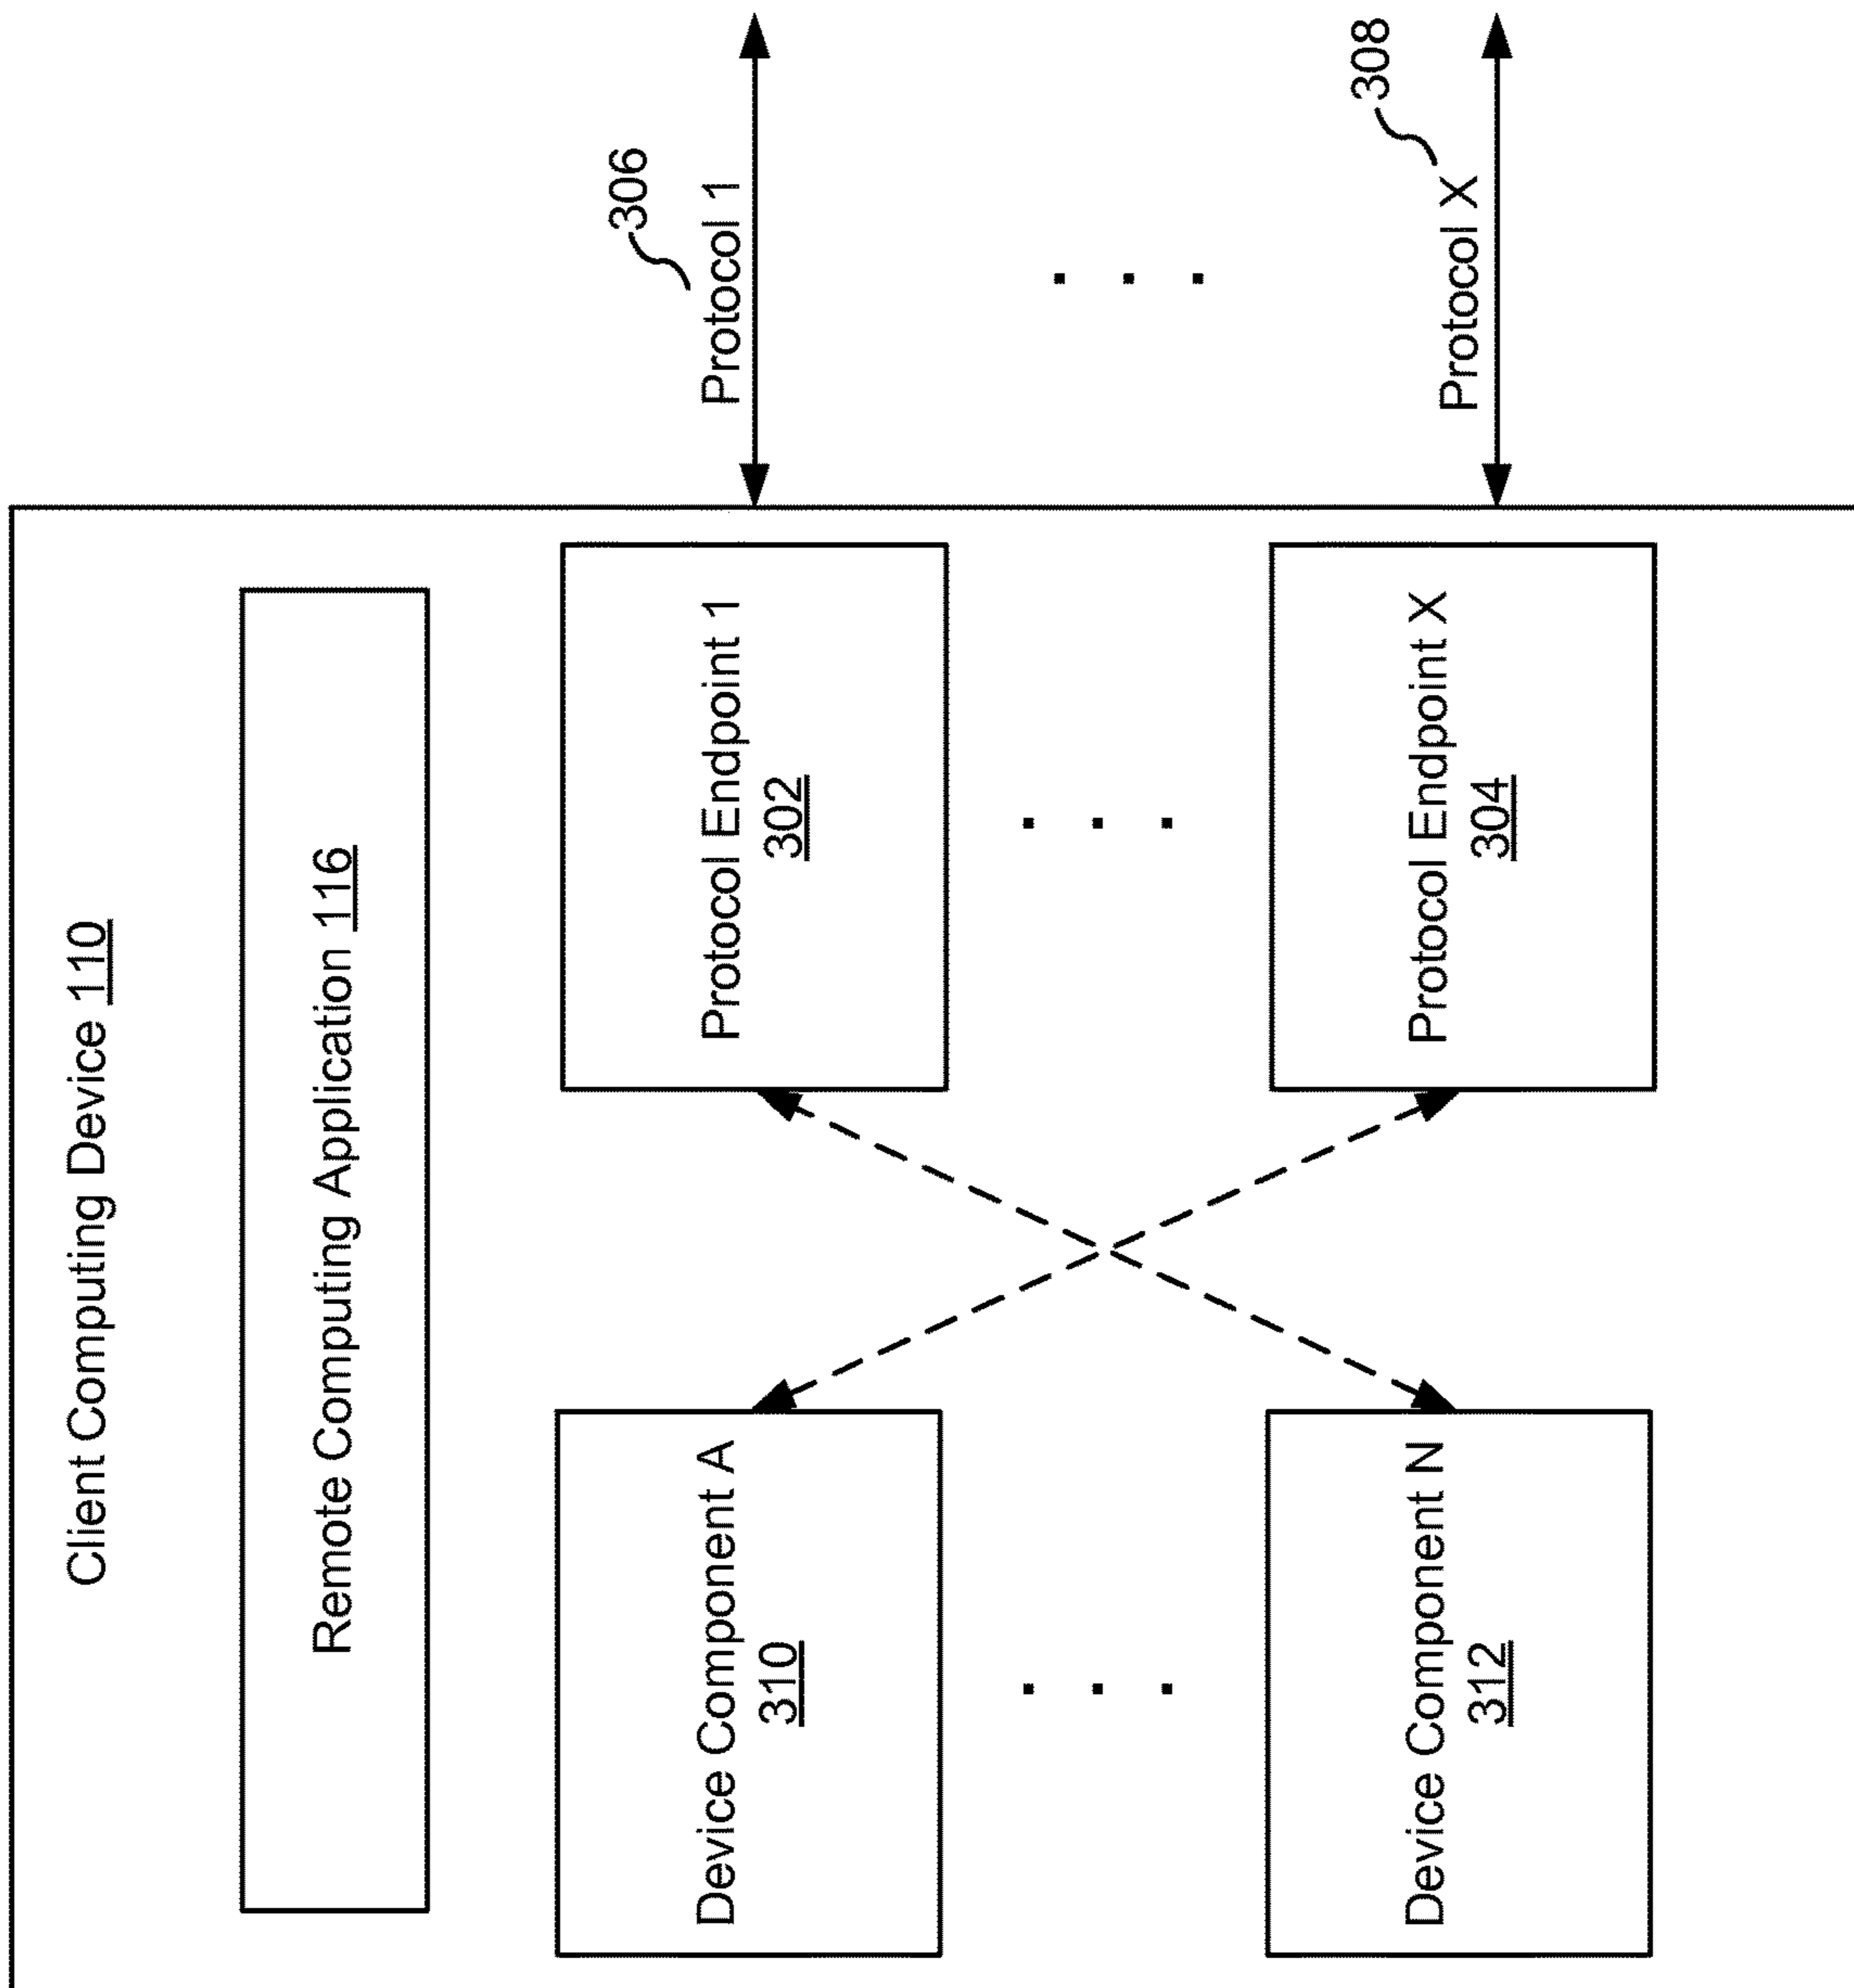 Client Computing Device 110
Remote Computing Application 116
Device Component A
310
Protocol Endpoint 1
302
306
Protocol 1
Device Component N
312
Protocol Endpoint X
304
308
Protocol X